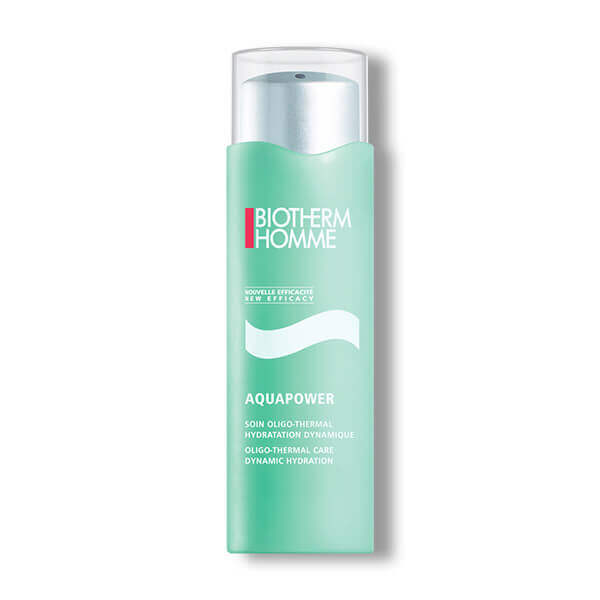 BIOTHERM
HOMME
NOUVELLE EFFICACITÉ
NEW EFFICACY
AQUAPOWER
SOIN OLIGO-THERMAL
HYDRATATION DYNAMIQUE
OLIGO-THERMAL CARE
DYNAMIC HYDRATION